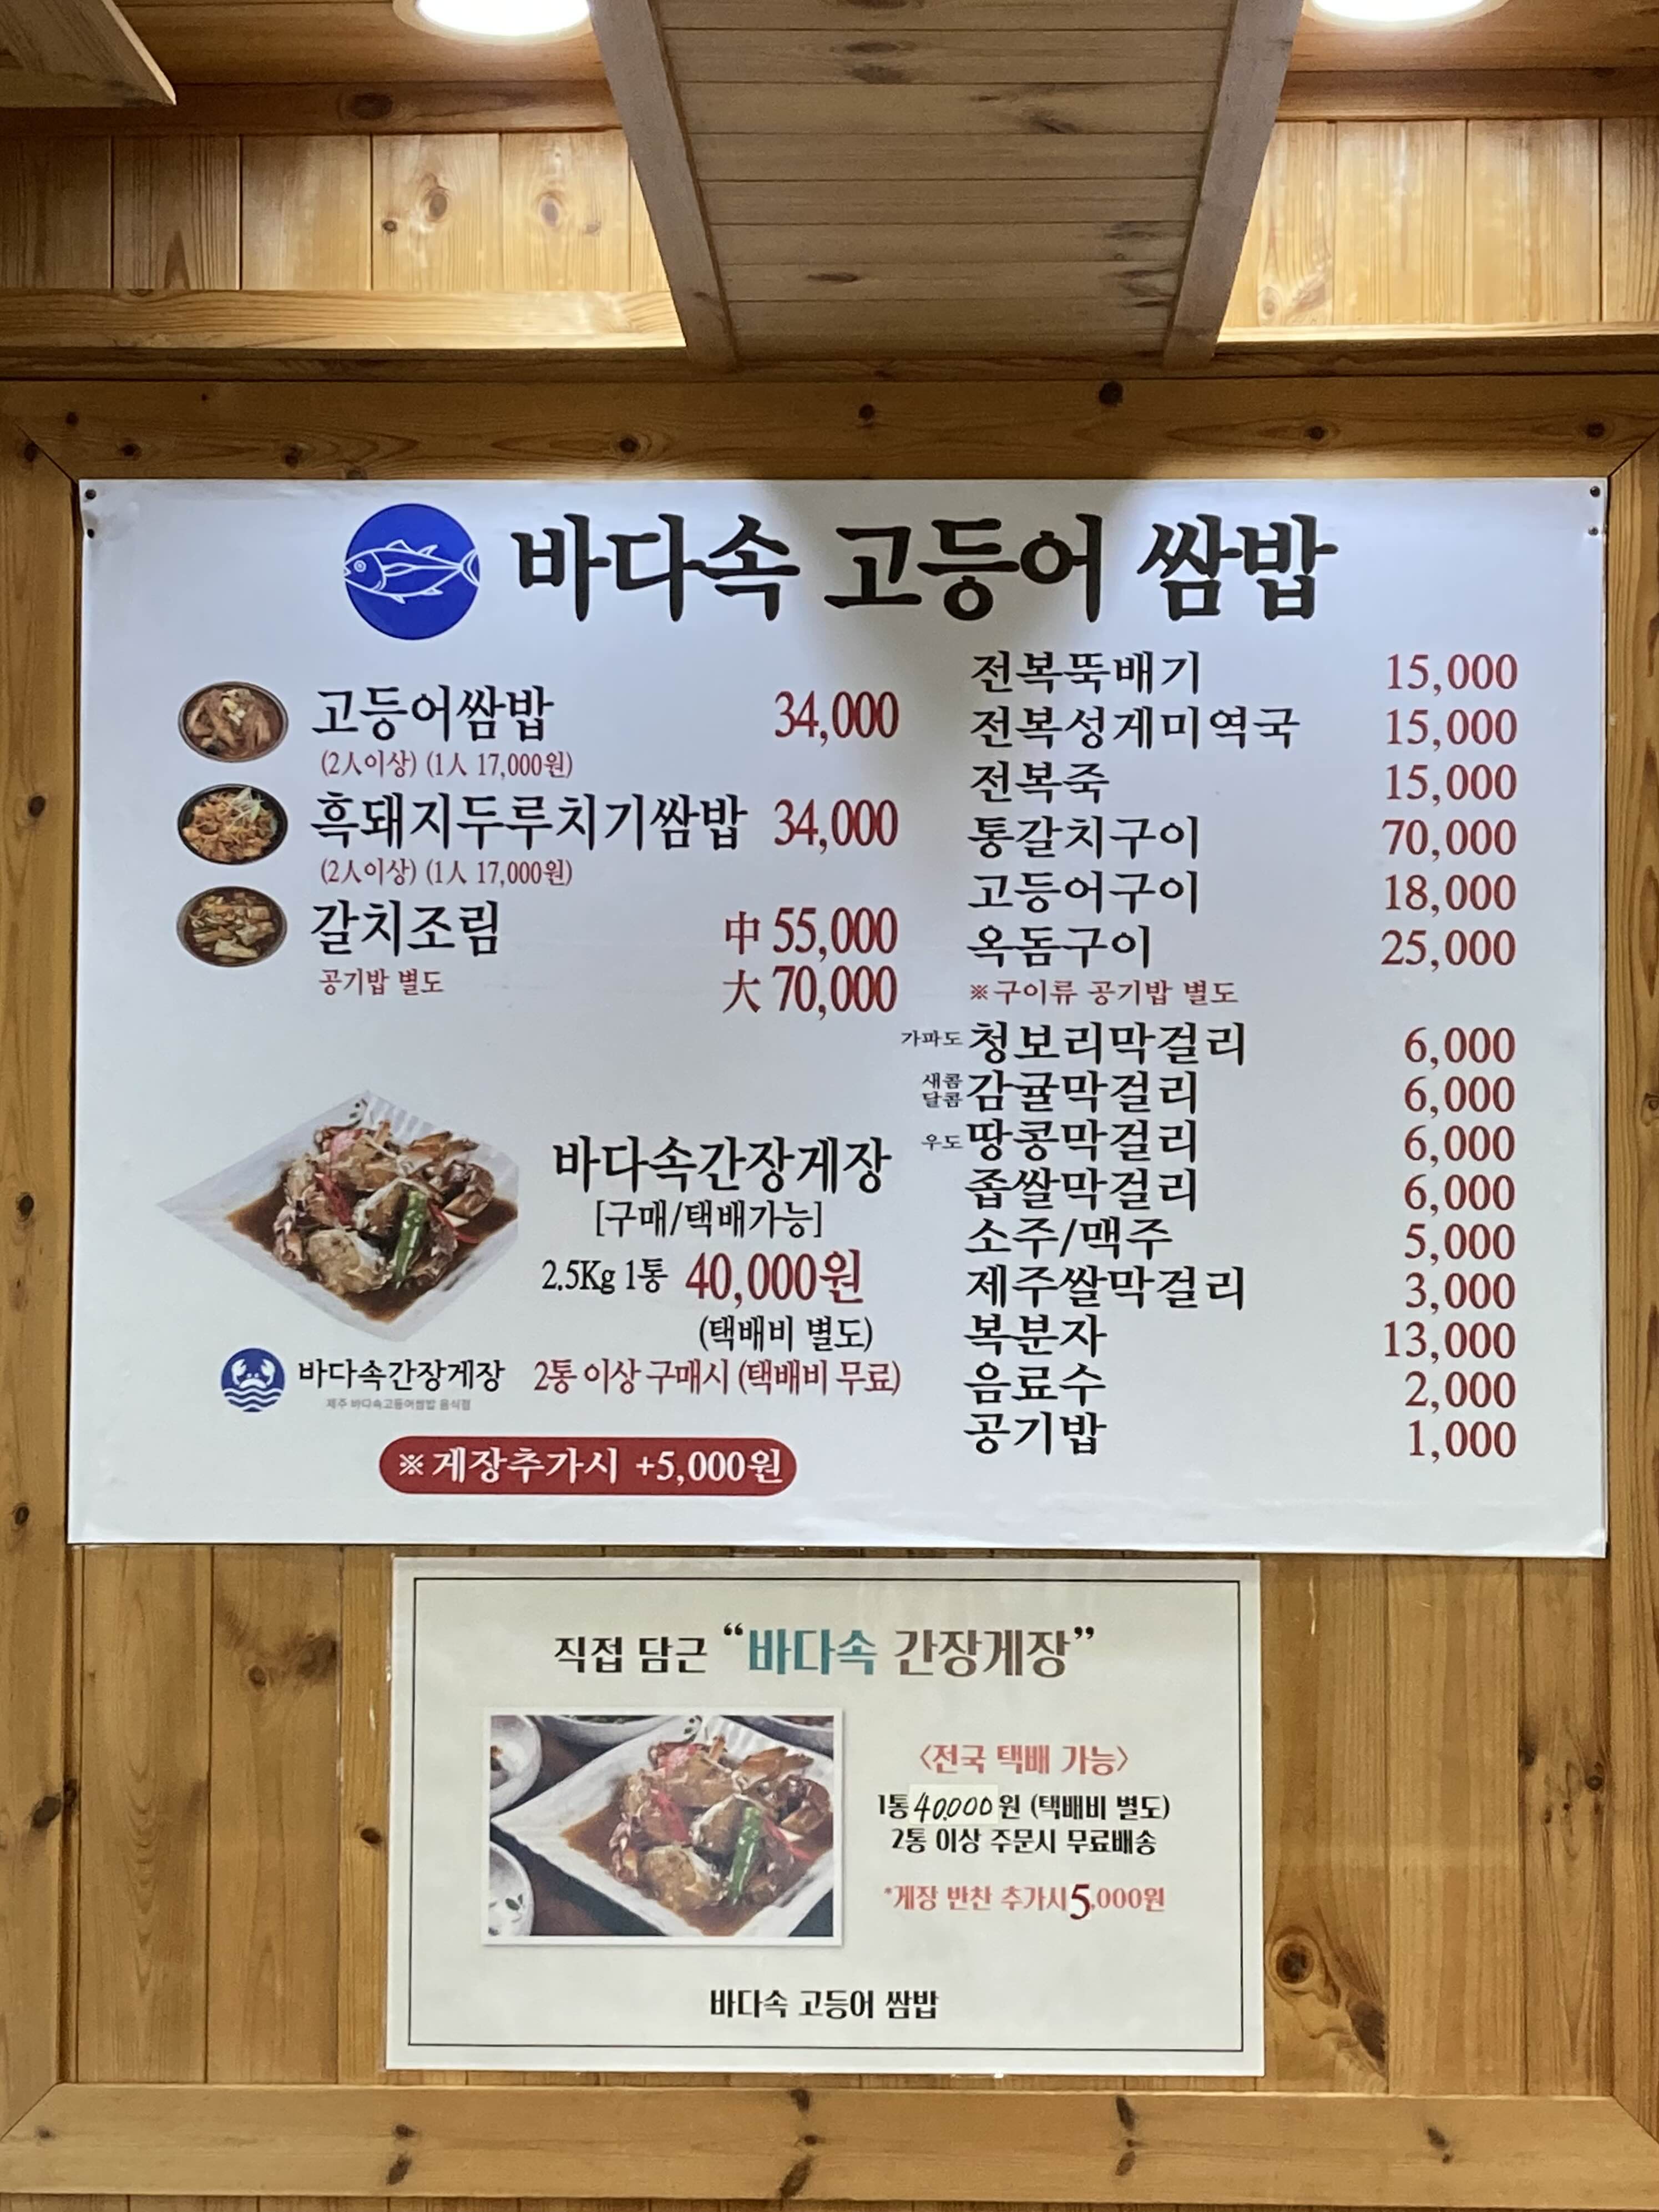 바다속 고등어 쌈밥
고등어쌈밥 34,000
(2人이상) (1人 17,000원)
흑돼지두루치기쌈밥 34,000
(2人이상) (1人 17,000원)
갈치조림 中 55,000
공기밥 별도 大 70,000
바다속간장게장
[구매/택배가능]
2.5Kg 1통 40,000원
(택배비 별도)
바다속간장게장
제주 바다속고등어쌈밥 음식점
2통 이상 구매시 (택배비 무료)
※ 게장추가시 +5,000원
전복뚝배기 15,000
전복성게미역국 15,000
전복죽 15,000
통갈치구이 70,000
고등어구이 18,000
옥돔구이 25,000
※구이류 공기밥 별도
가파도 청보리막걸리 6,000
새콤달콤 감귤막걸리 6,000
우도 땅콩막걸리 6,000
좁쌀막걸리 6,000
소주/맥주 5,000
제주쌀막걸리 3,000
복분자 13,000
음료수 2,000
공기밥 1,000
직접 담근 “바다속 간장게장”
〈전국 택배 가능〉
1통 40,000원 (택배비 별도)
2통 이상 주문시 무료배송
*게장 반찬 추가시 5,000원
바다속 고등어 쌈밥